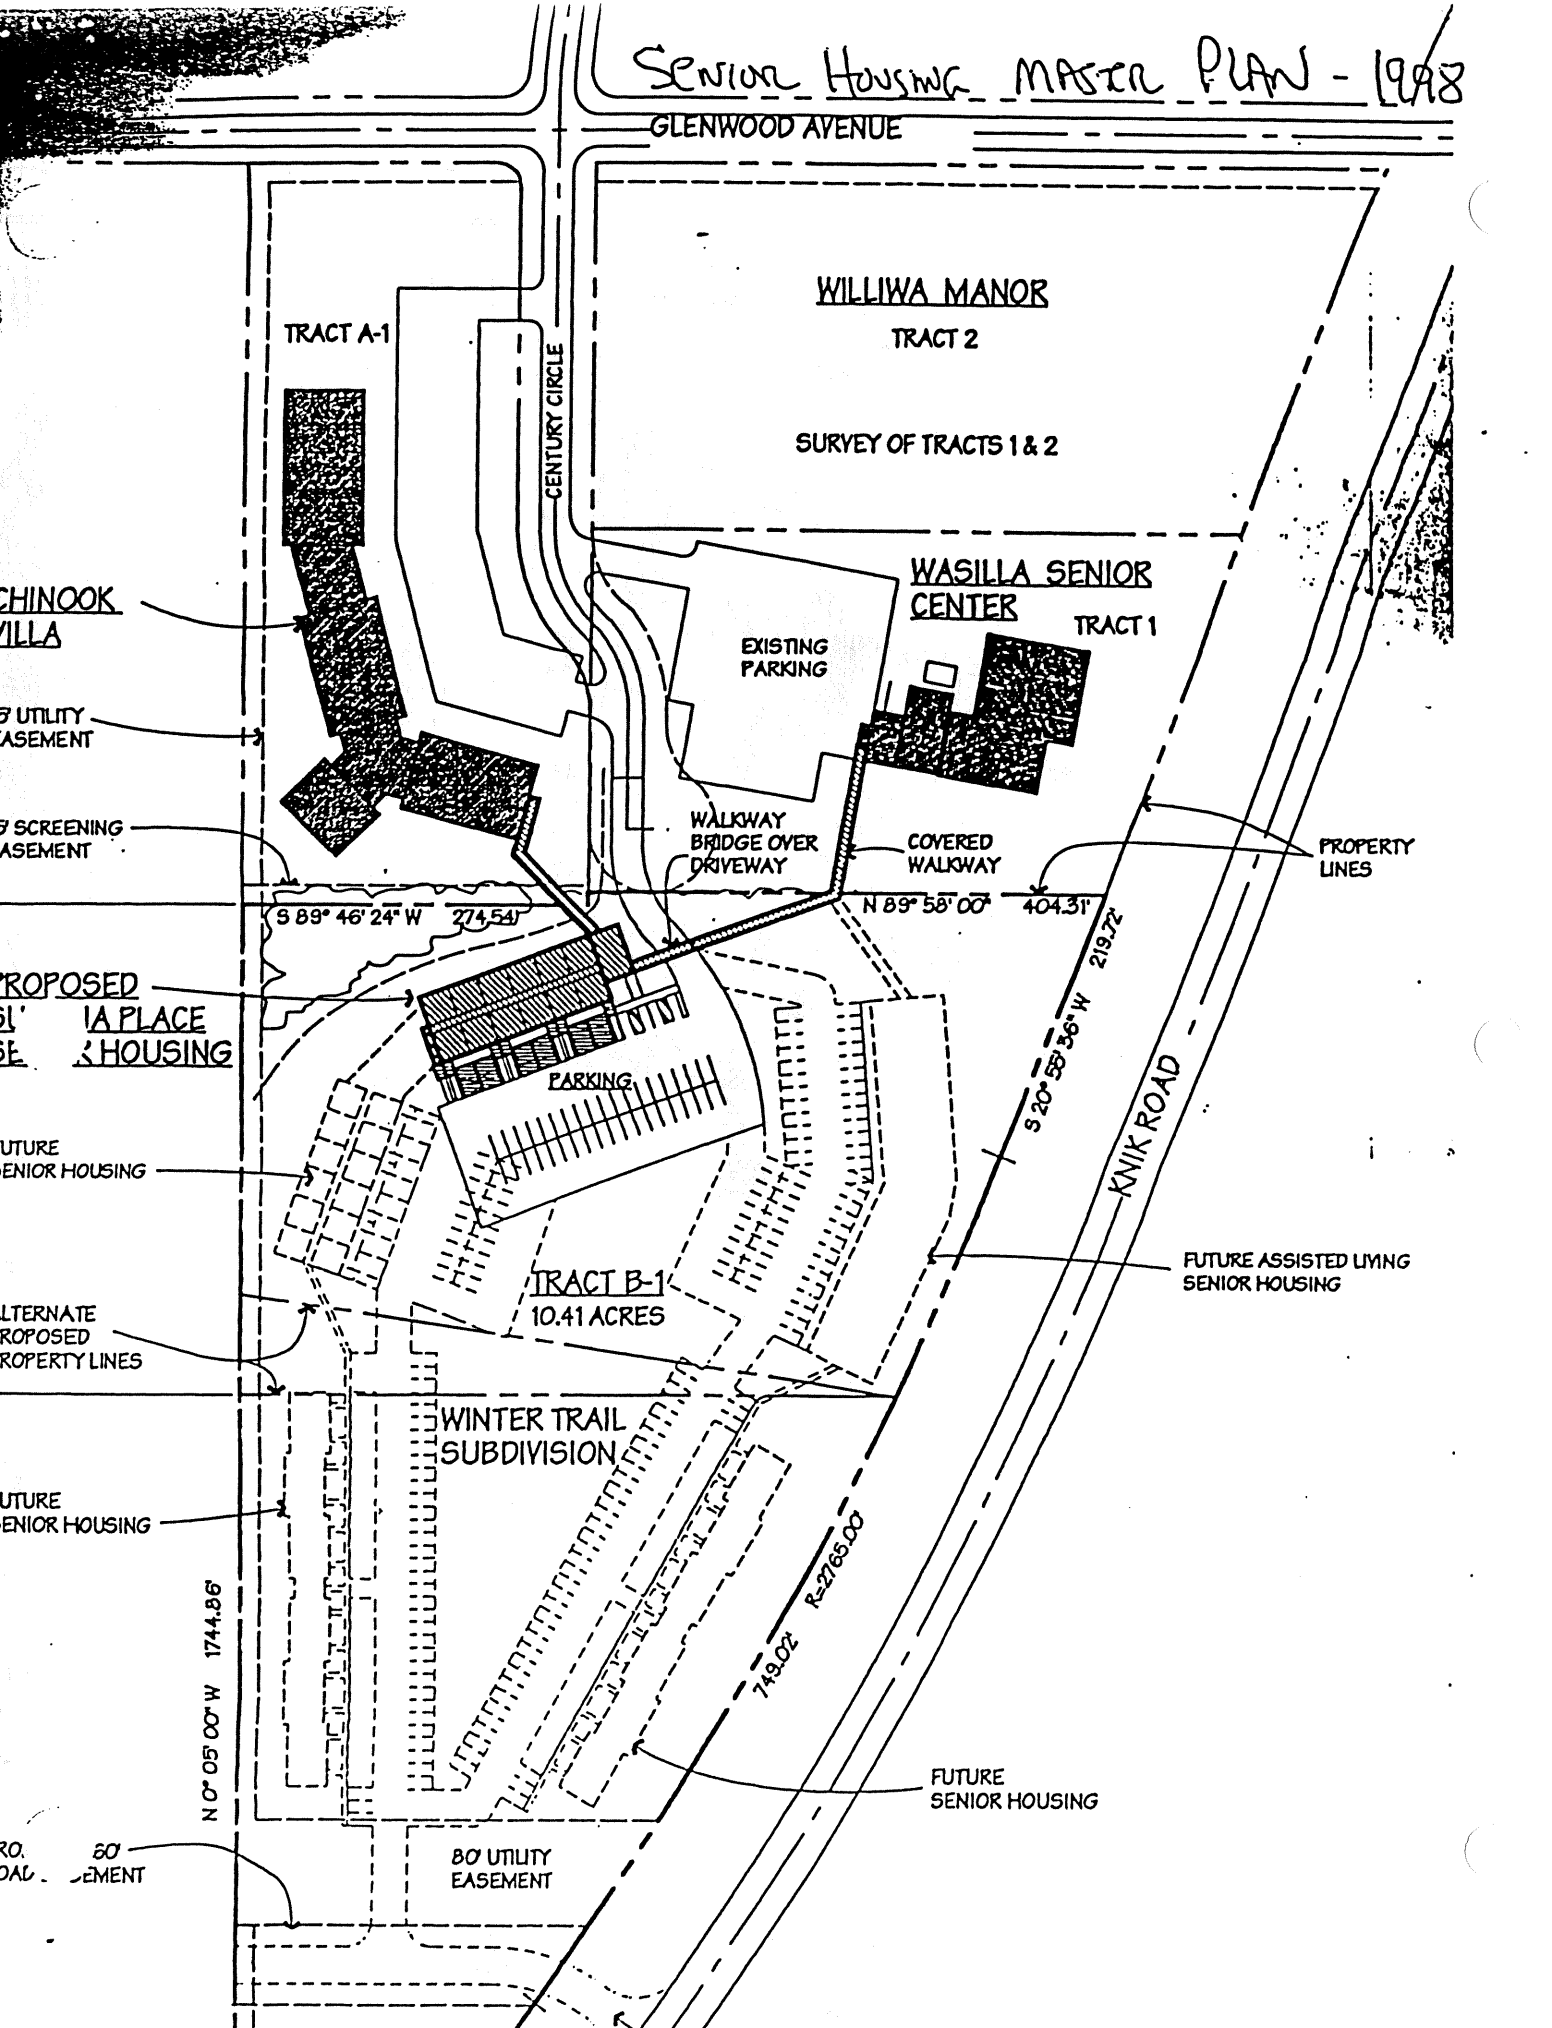 SENIOR HOUSING MASTER PLAN - 1998
GLENWOOD AVENUE
WILLIWA MANOR
TRACT 2
TRACT A-1
CENTURY CIRCLE
SURVEY OF TRACTS 1 & 2
WASILLA SENIOR
CENTER
TRACT 1
CHINOOK
VILLA
EXISTING
PARKING
5' UTILITY
EASEMENT
5' SCREENING
EASEMENT
WALKWAY
BRIDGE OVER
DRIVEWAY
COVERED
WALKWAY
PROPERTY
LINES
S 89° 46' 24" W 274.54'
N 89° 58' 00" 404.31'
S 20° 55' 36" W 219.72'
PROPOSED
PLACE
HOUSING
KNIK ROAD
PARKING
FUTURE
SENIOR HOUSING
FUTURE ASSISTED LIVING
SENIOR HOUSING
TRACT B-1
10.41 ACRES
ALTERNATE
PROPOSED
PROPERTY LINES
WINTER TRAIL
SUBDIVISION
FUTURE
SENIOR HOUSING
749.02' R=2765.00'
N 0° 05' 00" W 1744.86'
FUTURE
SENIOR HOUSING
60'
EMENT
80' UTILITY
EASEMENT